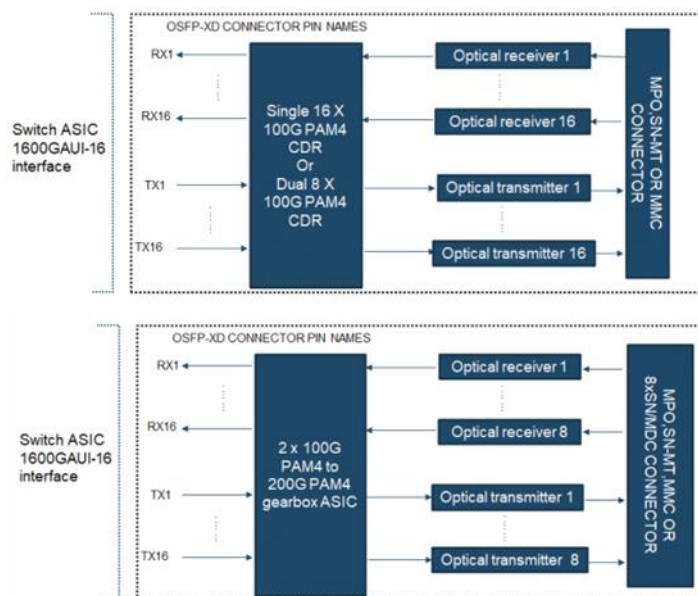 OSFP-XD CONNECTOR PIN NAMES
RX1
Optical receiver 1
RX16
Optical receiver 16
Switch ASIC
1600GAUI-16
interface
Single 16 X
100G PAM4
CDR
Or
Dual 8 X
100G PAM4
CDR
TX1
Optical transmitter 1
TX16
Optical transmitter 16
MPO,SN-MT OR MMC
CONNECTOR
OSFP-XD CONNECTOR PIN NAMES
RX1
Optical receiver 1
RX16
Optical receiver 8
Switch ASIC
1600GAUI-16
interface
2 x 100G
PAM4 to
200G PAM4
gearbox ASIC
TX1
Optical transmitter 1
TX16
Optical transmitter 8
MPO,SN-MT,MMC OR
8xSN/MDC CONNECTOR